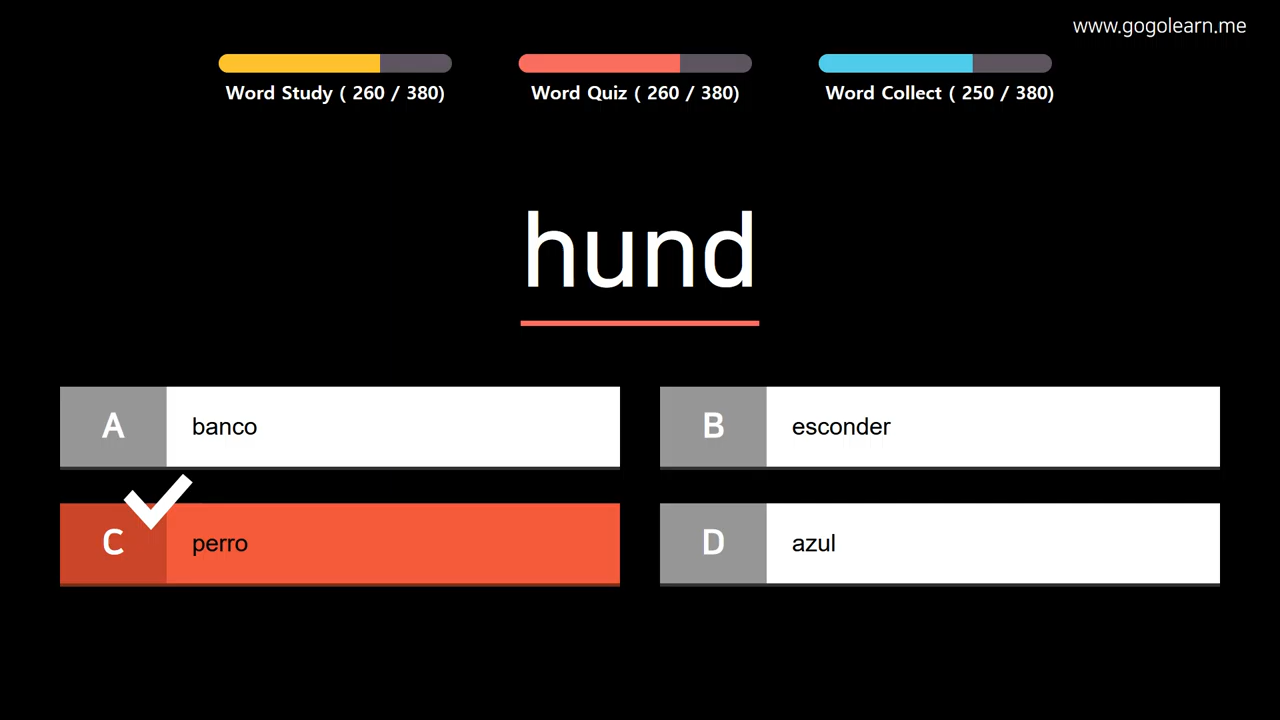 www.gogolearn.me
Word Study ( 260 / 380)
Word Quiz ( 260 / 380)
Word Collect ( 250 / 380)
hund
A banco
B esconder
C perro
D azul